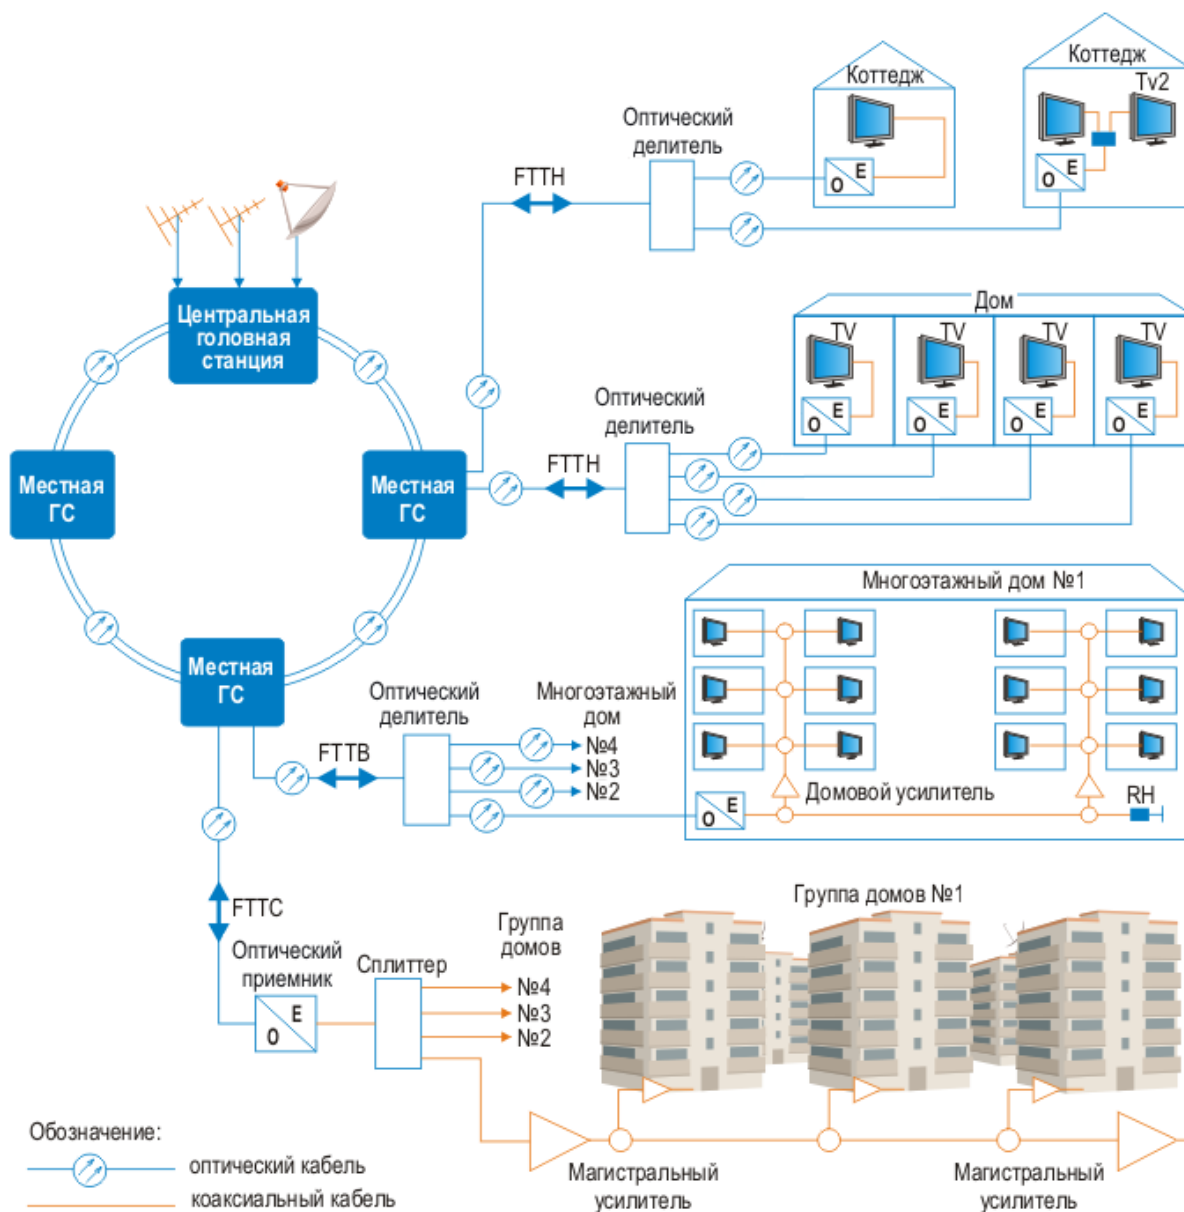 Коттедж
Коттедж
Tv2
Оптический
делитель
E
O
E
O
FTTH
Центральная
головная
станция
Дом
TV
TV
TV
TV
E
O
E
O
E
O
E
O
Оптический
делитель
FTTH
Местная
ГС
Местная
ГС
Многоэтажный дом №1
Местная
ГС
Оптический
делитель
Многоэтажный
дом
№4
№3
№2
FTTB
Домовой усилитель
RH
E
O
FTTC
Группа домов №1
Группа
домов
Оптический
приемник
Сплиттер
№4
№3
№2
E
O
Обозначение:
оптический кабель
коаксиальный кабель
Магистральный
усилитель
Магистральный
усилитель